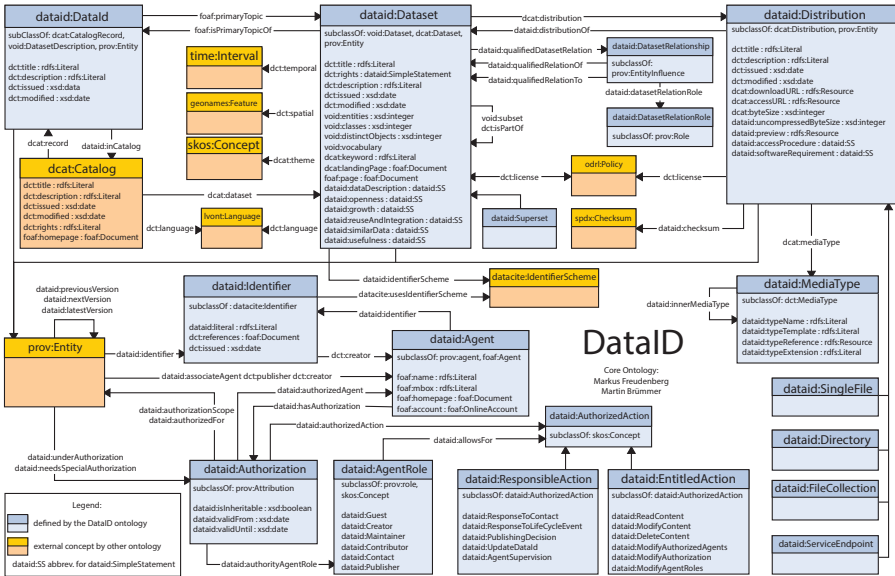 dataid:DataId
subClassOf: dcat:CatalogRecord,
void:DatasetDescription, prov:Entity
dct:title : rdfs:Literal
dct:description : rdfs:Literal
dct:issued : xsd:data
dct:modified : xsd:date
foaf:primaryTopic
foaf:isPrimaryTopicOf
dataid:Dataset
subclassOf: void:Dataset, dcat:Dataset,
prov:Entity
dct:title : rdfs:Literal
dct:rights : dataid:SimpleStatement
dct:description : rdfs:Literal
dct:issued : xsd:date
dct:modified : xsd:date
void:entities : xsd:integer
void:classes : xsd:integer
void:distinctObjects : xsd:integer
void:vocabulary
dcat:keyword : rdfs:Literal
dcat:landingPage : foaf:Document
foaf:page : foaf:Document
dataid:dataDescription : dataid:SS
dataid:openness : dataid:SS
dataid:growth : dataid:SS
dataid:reuseAndIntegration : dataid:SS
dataid:similarData : dataid:SS
dataid:usefulness : dataid:SS
dcat:distribution
dataid:distributionOf
dataid:qualifiedDatasetRelation
dataid:qualifiedRelationOf
dataid:qualifiedRelationTo
dataid:DatasetRelationship
subclassOf:
prov:EntityInfluence
dataid:datasetRelationRole
dataid:DatasetRelationRole
subclassOf: prov:Role
void:subset
dct:isPartOf
dataid:Distribution
subclassOf: dcat:Distribution, prov:Entity
dct:title : rdfs:Literal
dct:description : rdfs:Literal
dct:issued : xsd:date
dct:modified : xsd:date
dcat:downloadURL : rdfs:Resource
dcat:accessURL : rdfs:Resource
dcat:byteSize : xsd:integer
dataid:uncompressedByteSize : xsd:integer
dataid:preview : rdfs:Resource
dataid:accessProcedure : dataid:SS
dataid:softwareRequirement : dataid:SS
time:Interval
dct:temporal
geonames:Feature
dct:spatial
skos:Concept
dcat:theme
dcat:record
dataid:inCatalog
dcat:Catalog
dct:title : rdfs:Literal
dct:description : rdfs:Literal
dct:issued : xsd:date
dct:modified : xsd:date
dct:rights : rdfs:Literal
foaf:homepage : foaf:Document
dcat:dataset
lvont:Language
dct:language
dct:language
dct:license
odrl:Policy
dct:license
dataid:Superset
spdx:Checksum
dataid:checksum
dcat:mediaType
dataid:previousVersion
dataid:nextVersion
dataid:latestVersion
dataid:Identifier
subclassOf: datacite:Identifier
dataid:literal : rdfs:Literal
dct:references : foaf:Document
dct:issued : xsd:date
dataid:identifierScheme
datacite:usesIdentifierScheme
datacite:IdentifierScheme
dataid:identifier
dataid:MediaType
subclassOf: dct:MediaType
dataid:typeName : rdfs:Literal
dataid:typeTemplate : rdfs:Literal
dataid:typeReference : rdfs:Resource
dataid:typeExtension : rdfs:Literal
dataid:innerMediaType
prov:Entity
dataid:identifier
dct:creator
dataid:Agent
subclassOf: prov:agent, foaf:Agent
foaf:name : rdfs:Literal
foaf:mbox : rdfs:Literal
foaf:homepage : foaf:Document
foaf:account : foaf:OnlineAccount
DataID
Core Ontology:
Markus Freudenberg
Martin Brümmer
dataid:associateAgent dct:publisher dct:creator
dataid:authorizedAgent
dataid:authorizationScope
dataid:authorizedFor
dataid:hasAuthorization
dataid:authorizedAction
dataid:AuthorizedAction
subclassOf: skos:Concept
dataid:SingleFile
dataid:Directory
dataid:FileCollection
dataid:ServiceEndpoint
dataid:underAuthorization
dataid:needsSpecialAuthorization
dataid:allowsFor
dataid:Authorization
subclassOf: prov:Attribution
dataid:isInheritable : xsd:boolean
dataid:validFrom : xsd:date
dataid:validUntil : xsd:date
dataid:authorityAgentRole
dataid:AgentRole
subclassOf: prov:role,
skos:Concept
dataid:Guest
dataid:Creator
dataid:Maintainer
dataid:Contributor
dataid:Contact
dataid:Publisher
dataid:ResponsibleAction
subclassOf: dataid:AuthorizedAction
dataid:ResponseToContact
dataid:ResponseToLifeCycleEvent
dataid:PublishingDecision
dataid:UpdateDataId
dataid:AgentSupervision
dataid:EntitledAction
subclassOf: dataid:AuthorizedAction
dataid:ReadContent
dataid:ModifyContent
dataid:DeleteContent
dataid:ModifyAuthorizedAgents
dataid:ModifyAuthorization
dataid:ModifyAgentRoles
Legend:
defined by the DataID ontology
external concept by other ontology
dataid:SS abbrev. for dataid:SimpleStatement